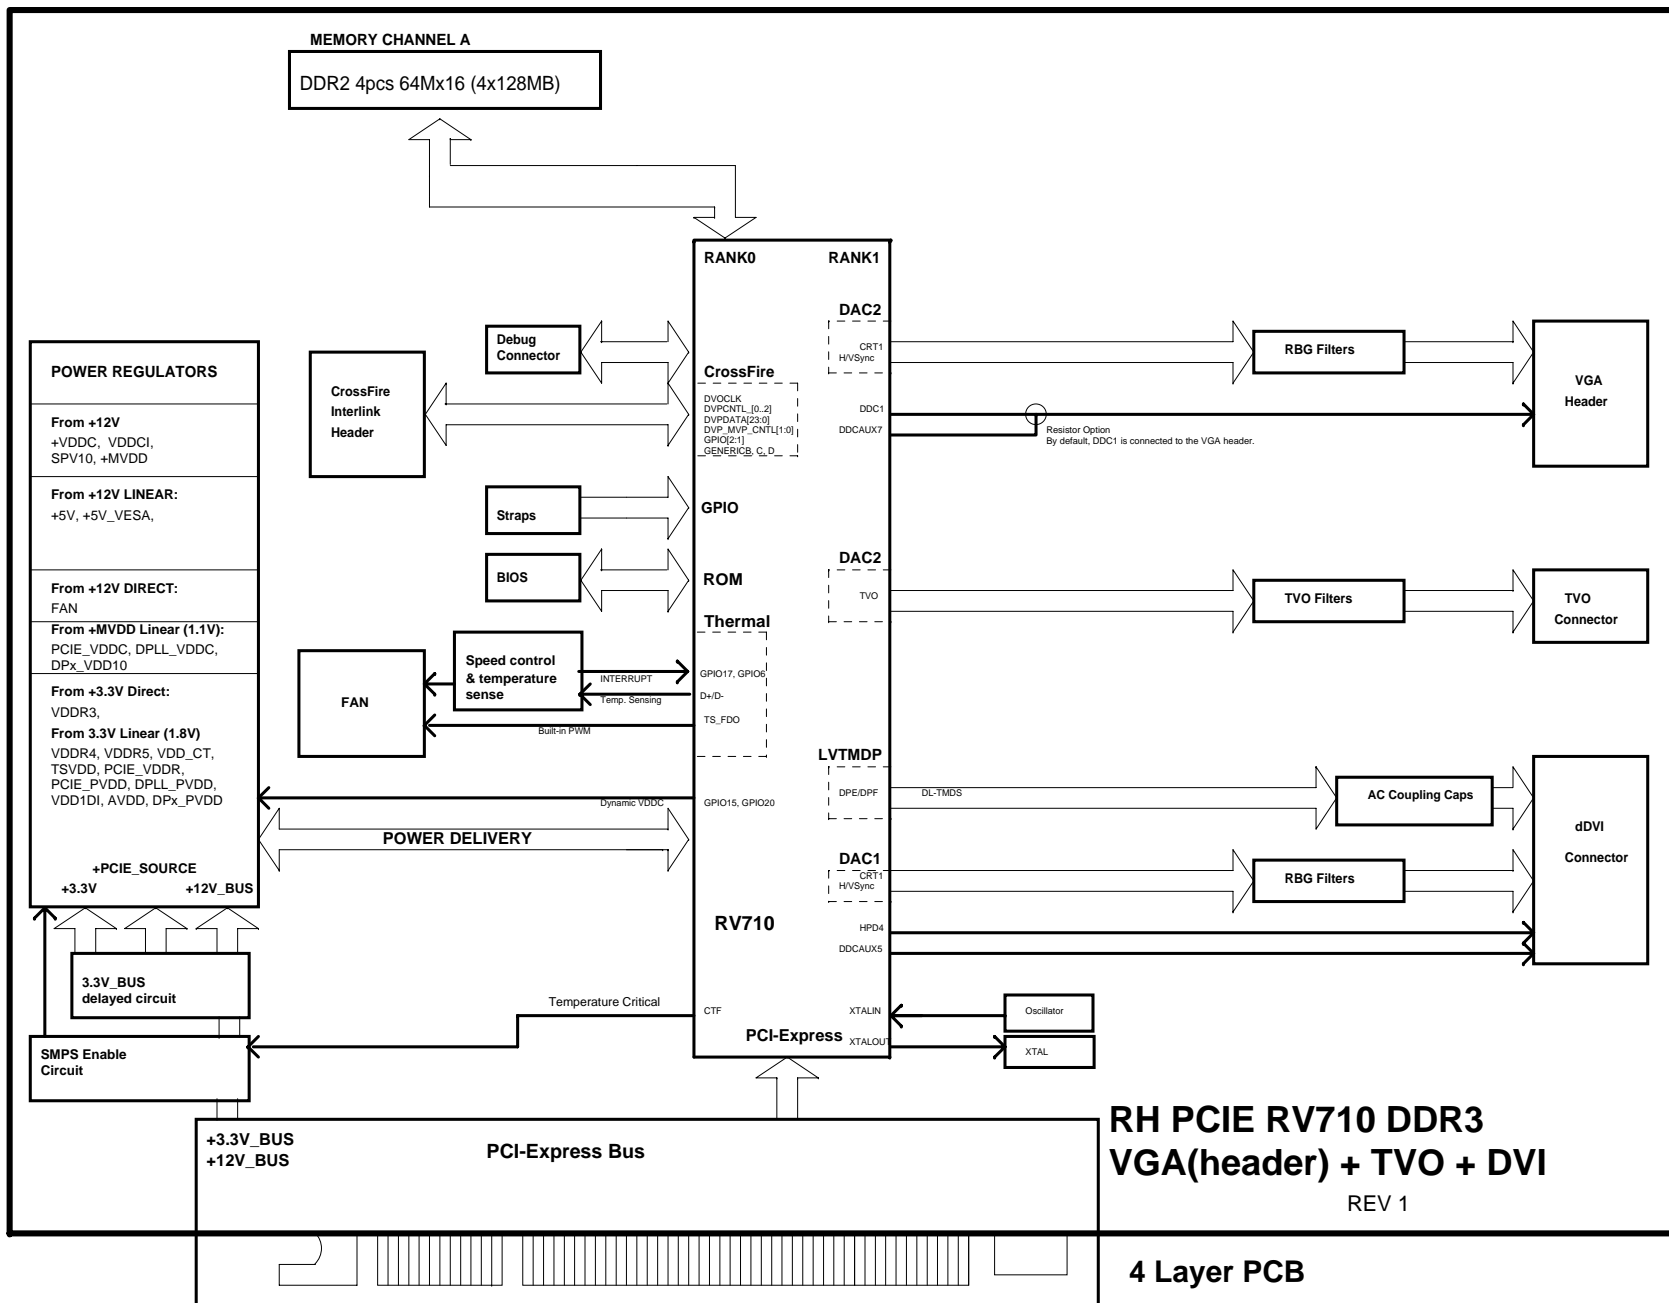 MEMORY CHANNEL A
DDR2 4pcs 64Mx16 (4x128MB)
RANK0
RANK1
POWER REGULATORS
From +12V
+VDDC, VDDCI,
SPV10, +MVDD
From +12V LINEAR:
+5V, +5V_VESA,
From +12V DIRECT:
FAN
From +MVDD Linear (1.1V):
PCIE_VDDC, DPLL_VDDC,
DPx_VDD10
From +3.3V Direct:
VDDR3,
From 3.3V Linear (1.8V)
VDDR4, VDDR5, VDD_CT,
TSVDD, PCIE_VDDR,
PCIE_PVDD, DPLL_PVDD,
VDD1DI, AVDD, DPx_PVDD
+PCIE_SOURCE
+3.3V
+12V_BUS
3.3V_BUS
delayed circuit
SMPS Enable
Circuit
CrossFire
Interlink
Header
Debug
Connector
Straps
BIOS
Speed control
& temperature
sense
FAN
INTERRUPT
Temp. Sensing
Built-in PWM
Dynamic VDDC
POWER DELIVERY
Temperature Critical
CrossFire
DVOCLK
DVPCNTL_[0..2]
DVPDATA[23:0]
DVP_MVP_CNTL[1:0]
GPIO[2:1]
GENERICB, C, D
GPIO
ROM
Thermal
GPIO17, GPIO6
D+/D-
TS_FDO
GPIO15, GPIO20
RV710
CTF
PCI-Express
DAC2
CRT1
H/VSync
DDC1
DDCAUX7
DAC2
TVO
LVTMDP
DPE/DPF
DL-TMDS
DAC1
CRT1
H/VSync
HPD4
DDCAUX5
XTALIN
XTALOUT
RBG Filters
VGA
Header
Resistor Option
By default, DDC1 is connected to the VGA header.
TVO Filters
TVO
Connector
AC Coupling Caps
RBG Filters
dDVI
Connector
Oscillator
XTAL
+3.3V_BUS
+12V_BUS
PCI-Express Bus
RH PCIE RV710 DDR3
VGA(header) + TVO + DVI
REV 1
4 Layer PCB